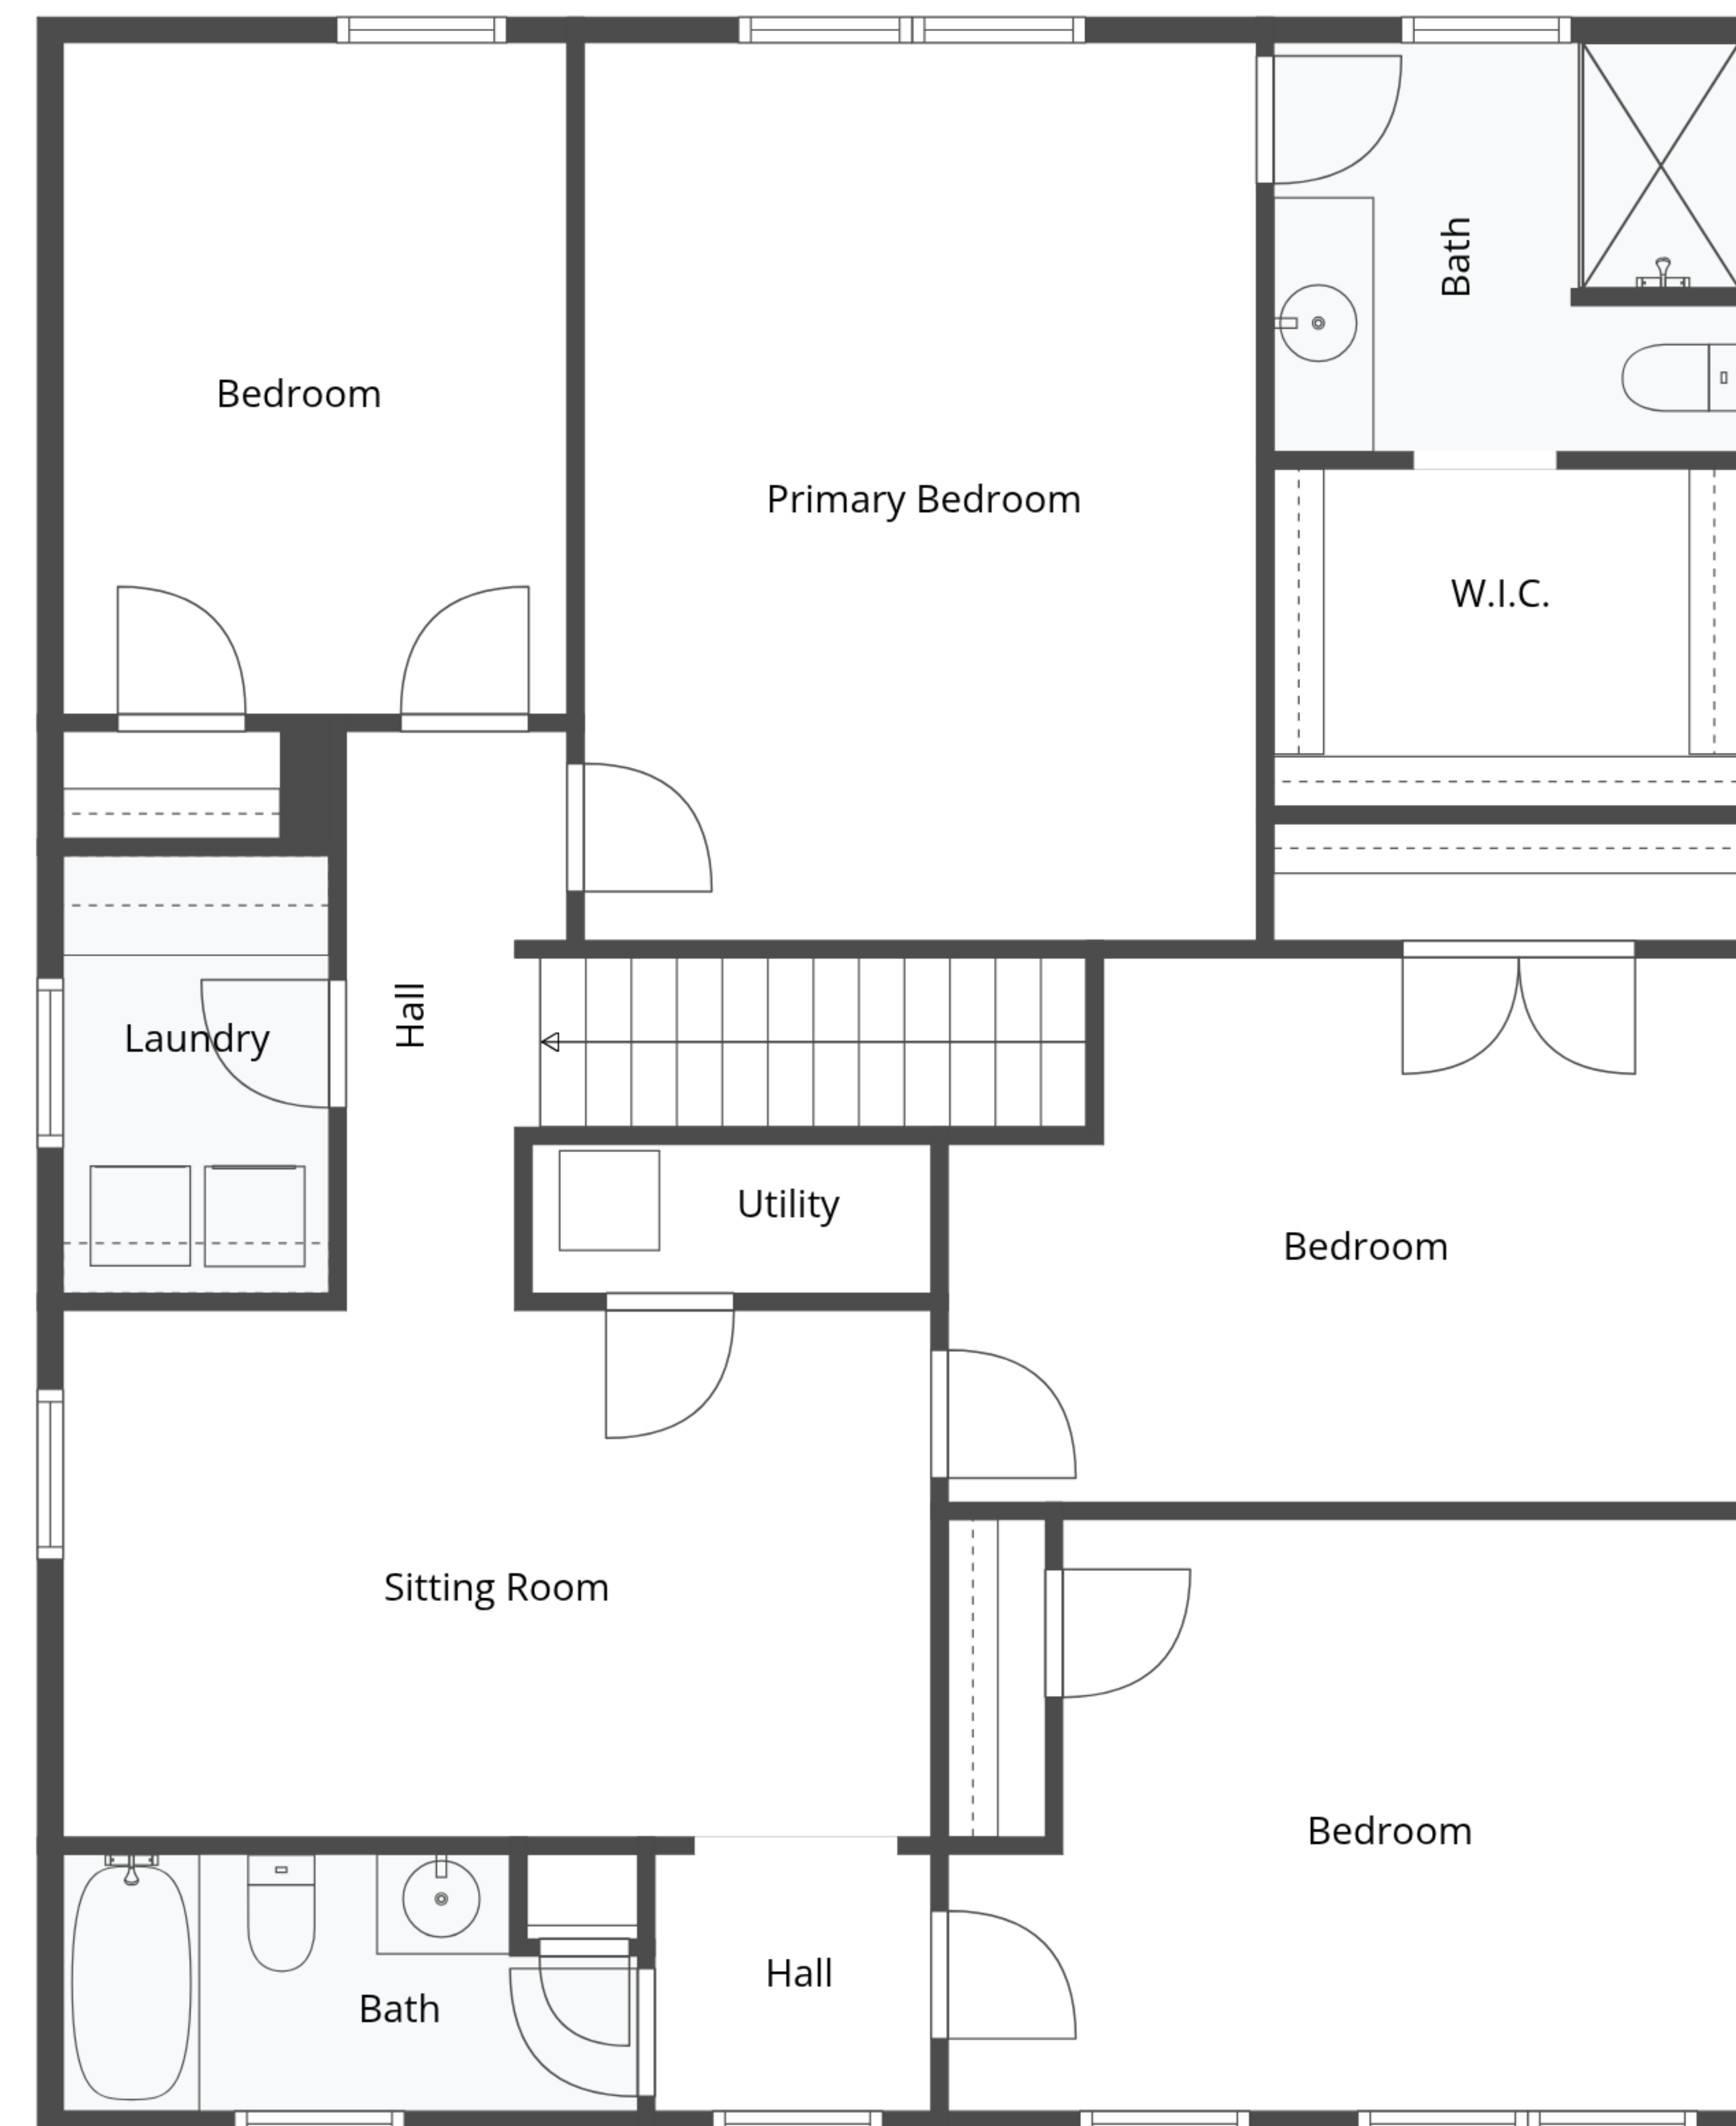 Bath
Bedroom
Primary Bedroom
W.I.C.
Hall
Laundry
Utility
Bedroom
Sitting Room
Bedroom
Hall
Bath